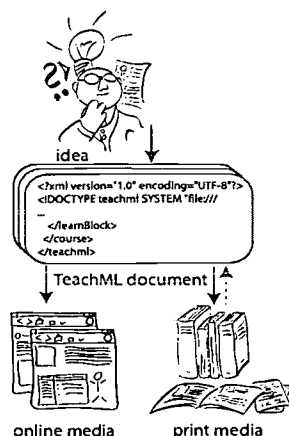 idea
<?xml version="1.0" encoding="UTF-8"?>
<!DOCTYPE teachml SYSTEM "file:///
...
</learnBlock>
</course>
</teachml>
TeachML document
online media
print media